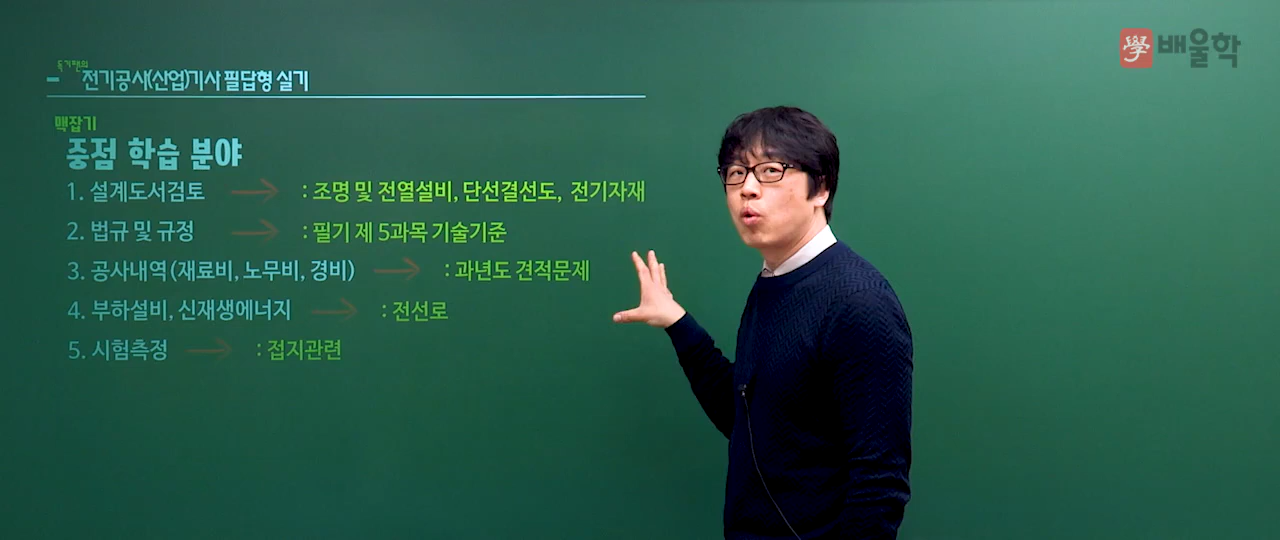 독기팬의
전기공사(산업)기사 필답형 실기
맥잡기
중점 학습 분야
1. 설계도서검토 → : 조명 및 전열설비, 단선결선도, 전기자재
2. 법규 및 규정 → : 필기 제 5과목 기술기준
3. 공사내역(재료비, 노무비, 경비) → : 과년도 견적문제
4. 부하설비, 신재생에너지 → : 전선로
5. 시험측정 → : 접지관련
學 배울학